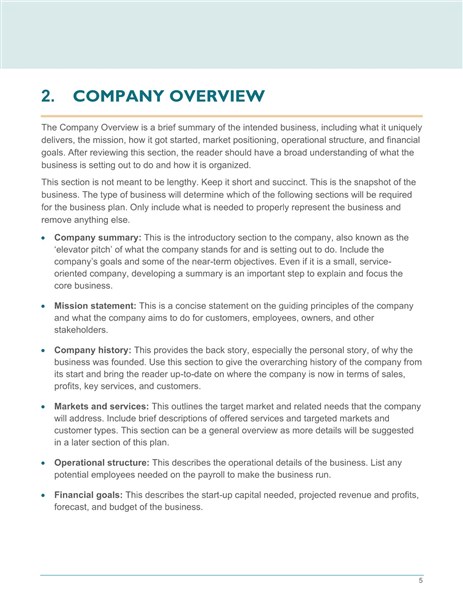 2. COMPANY OVERVIEW
The Company Overview is a brief summary of the intended business, including what it uniquely
delivers, the mission, how it got started, market positioning, operational structure, and financial
goals. After reviewing this section, the reader should have a broad understanding of what the
business is setting out to do and how it is organized.
This section is not meant to be lengthy. Keep it short and succinct. This is the snapshot of the
business. The type of business will determine which of the following sections will be required
for the business plan. Only include what is needed to properly represent the business and
remove anything else.
• Company summary: This is the introductory section to the company, also known as the
‘elevator pitch’ of what the company stands for and is setting out to do. Include the
company’s goals and some of the near-term objectives. Even if it is a small, service-
oriented company, developing a summary is an important step to explain and focus the
core business.
• Mission statement: This is a concise statement on the guiding principles of the company
and what the company aims to do for customers, employees, owners, and other
stakeholders.
• Company history: This provides the back story, especially the personal story, of why the
business was founded. Use this section to give the overarching history of the company from
its start and bring the reader up-to-date on where the company is now in terms of sales,
profits, key services, and customers.
• Markets and services: This outlines the target market and related needs that the company
will address. Include brief descriptions of offered services and targeted markets and
customer types. This section can be a general overview as more details will be suggested
in a later section of this plan.
• Operational structure: This describes the operational details of the business. List any
potential employees needed on the payroll to make the business run.
• Financial goals: This describes the start-up capital needed, projected revenue and profits,
forecast, and budget of the business.
5